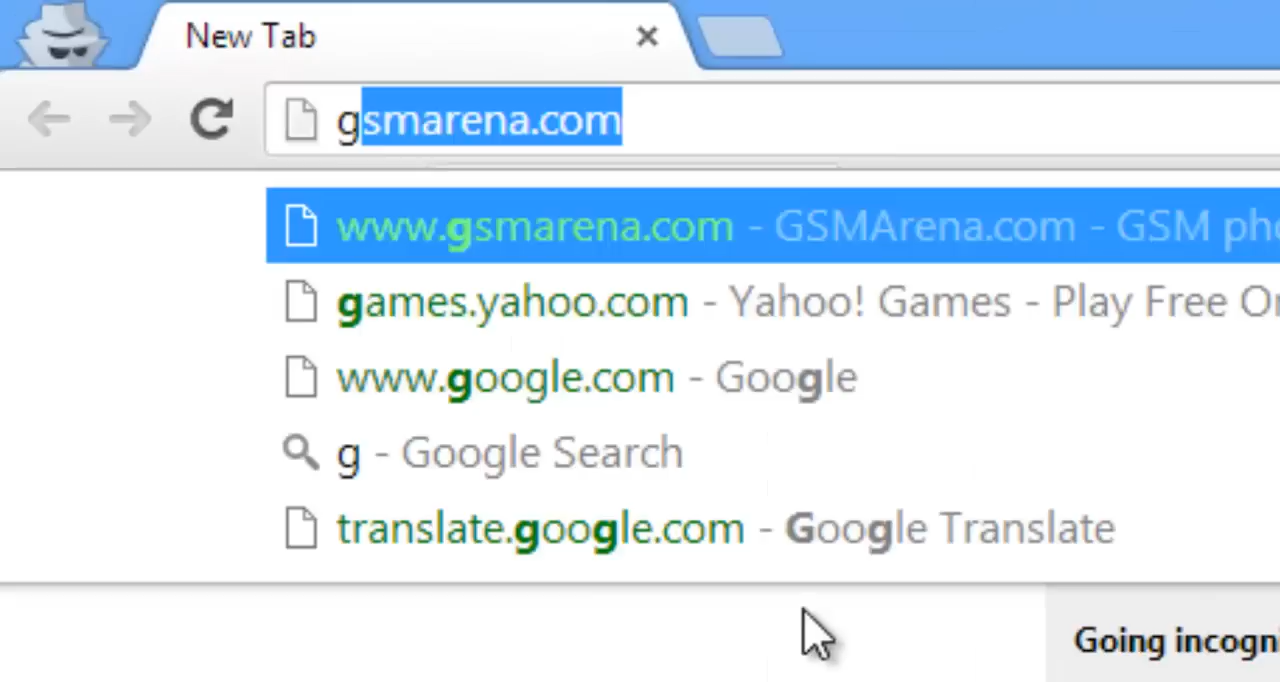 New Tab
gsmarena.com
www.gsmarena.com - GSMArena.com - GSM
games.yahoo.com - Yahoo! Games - Play Free
www.google.com - Google
g - Google Search
translate.google.com - Google Translate
Going